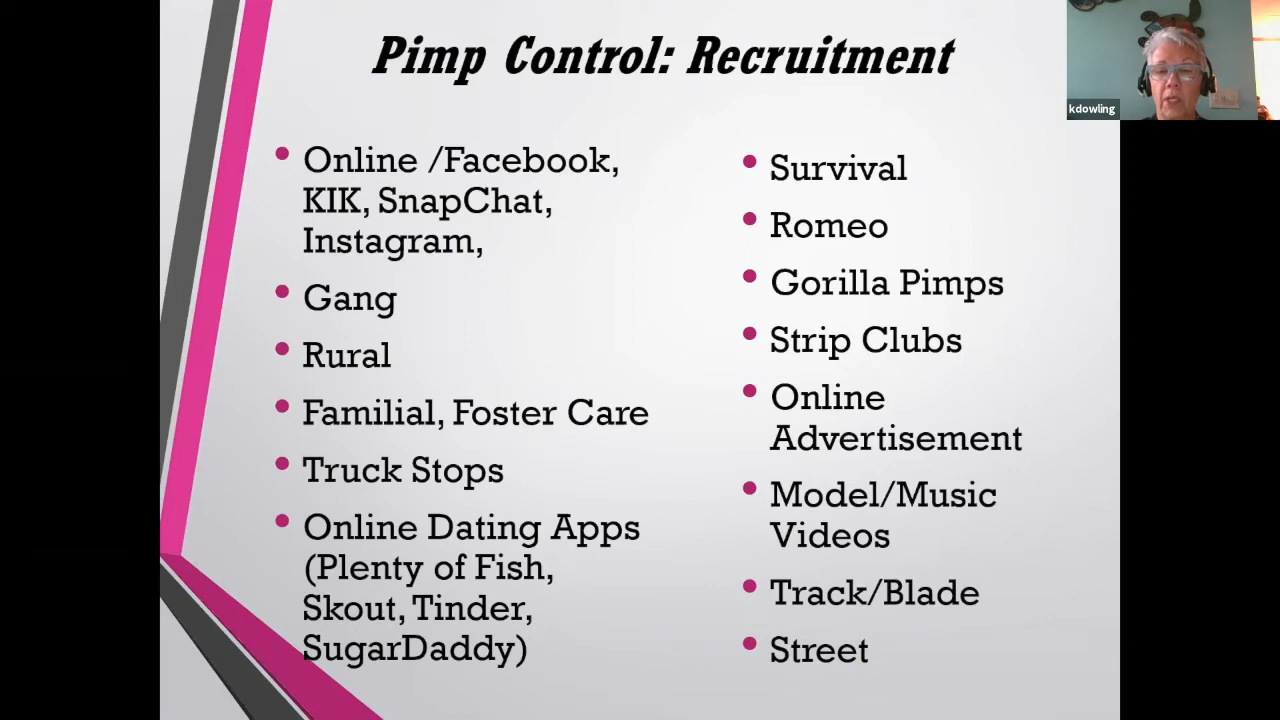 Pimp Control: Recruitment
kdowling
• Online /Facebook,
KIK, SnapChat,
Instagram,
• Gang
• Rural
• Familial, Foster Care
• Truck Stops
• Online Dating Apps
(Plenty of Fish,
Skout, Tinder,
SugarDaddy)
• Survival
• Romeo
• Gorilla Pimps
• Strip Clubs
• Online
Advertisement
• Model/Music
Videos
• Track/Blade
• Street